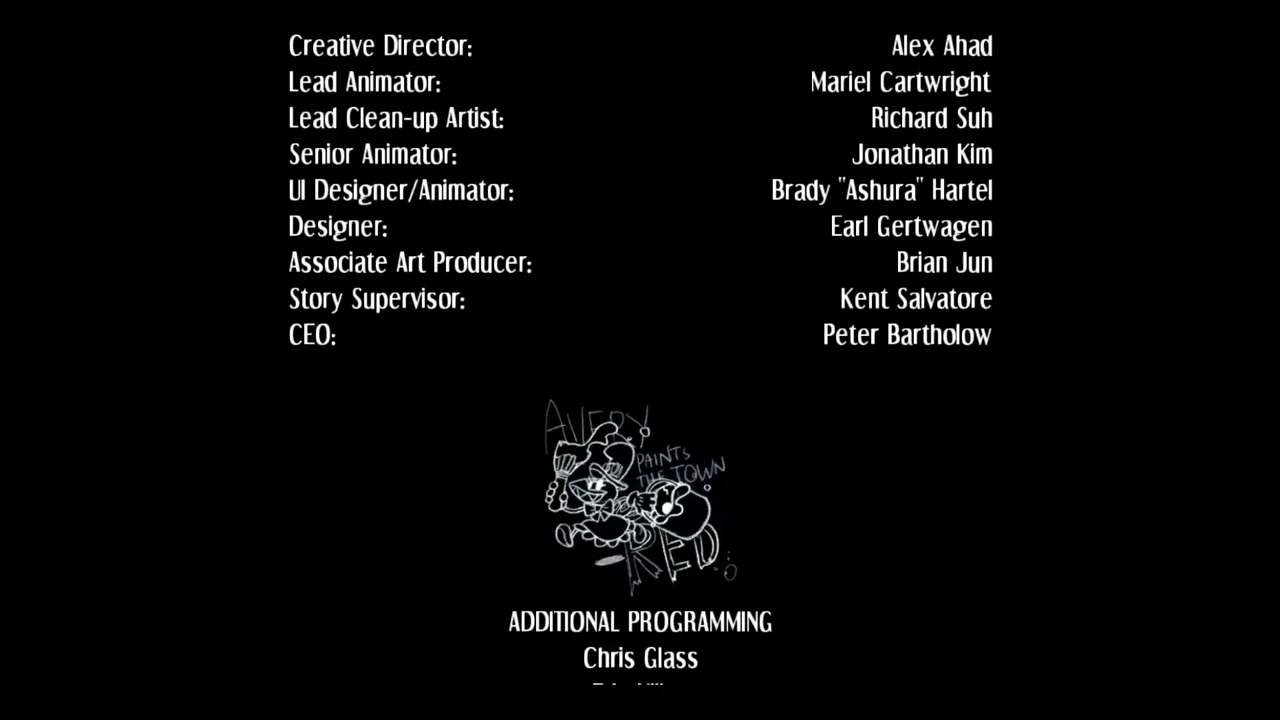 Creative Director: Alex Ahad
Lead Animator: Mariel Cartwright
Lead Clean-up Artist: Richard Suh
Senior Animator: Jonathan Kim
UI Designer/Animator: Brady "Ashura" Hartel
Designer: Earl Gertwagen
Associate Art Producer: Brian Jun
Story Supervisor: Kent Salvatore
CEO: Peter Bartholow
AVERY
PAINTS
THE TOWN
RED
ADDITIONAL PROGRAMMING
Chris Glass